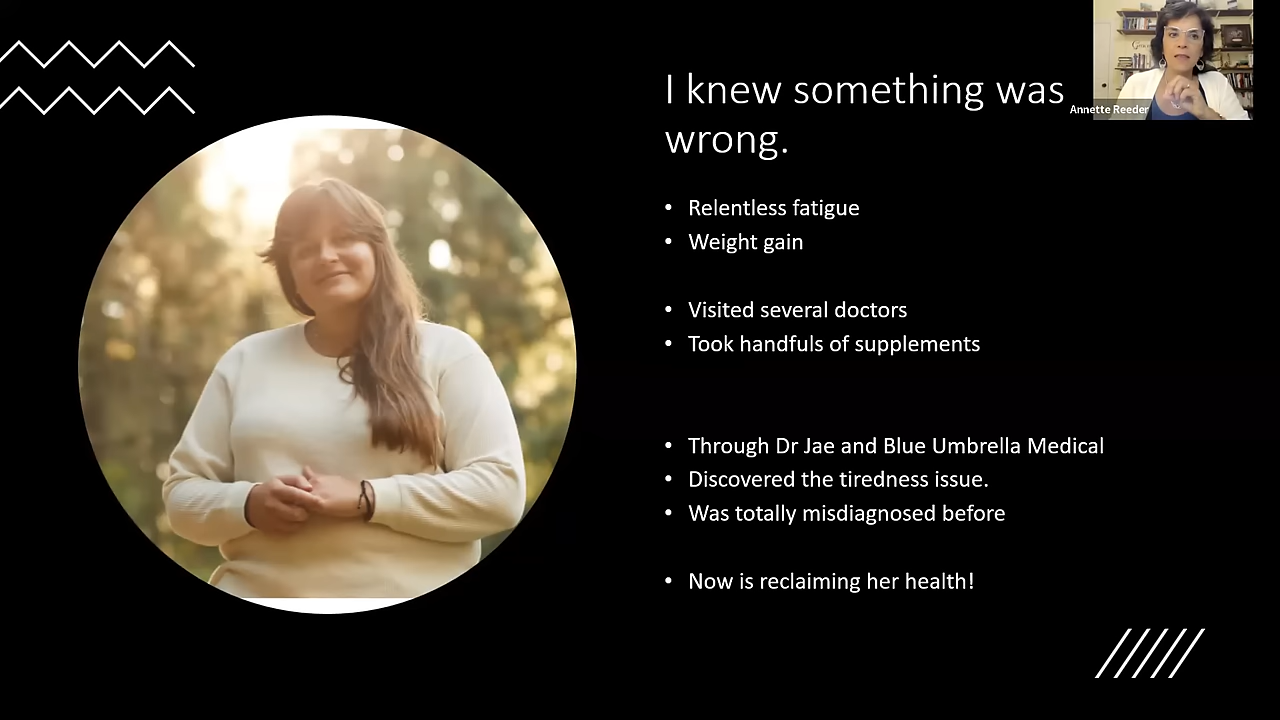 I knew something was
wrong.
Annette Reeder
• Relentless fatigue
• Weight gain
• Visited several doctors
• Took handfuls of supplements
• Through Dr Jae and Blue Umbrella Medical
• Discovered the tiredness issue.
• Was totally misdiagnosed before
• Now is reclaiming her health!